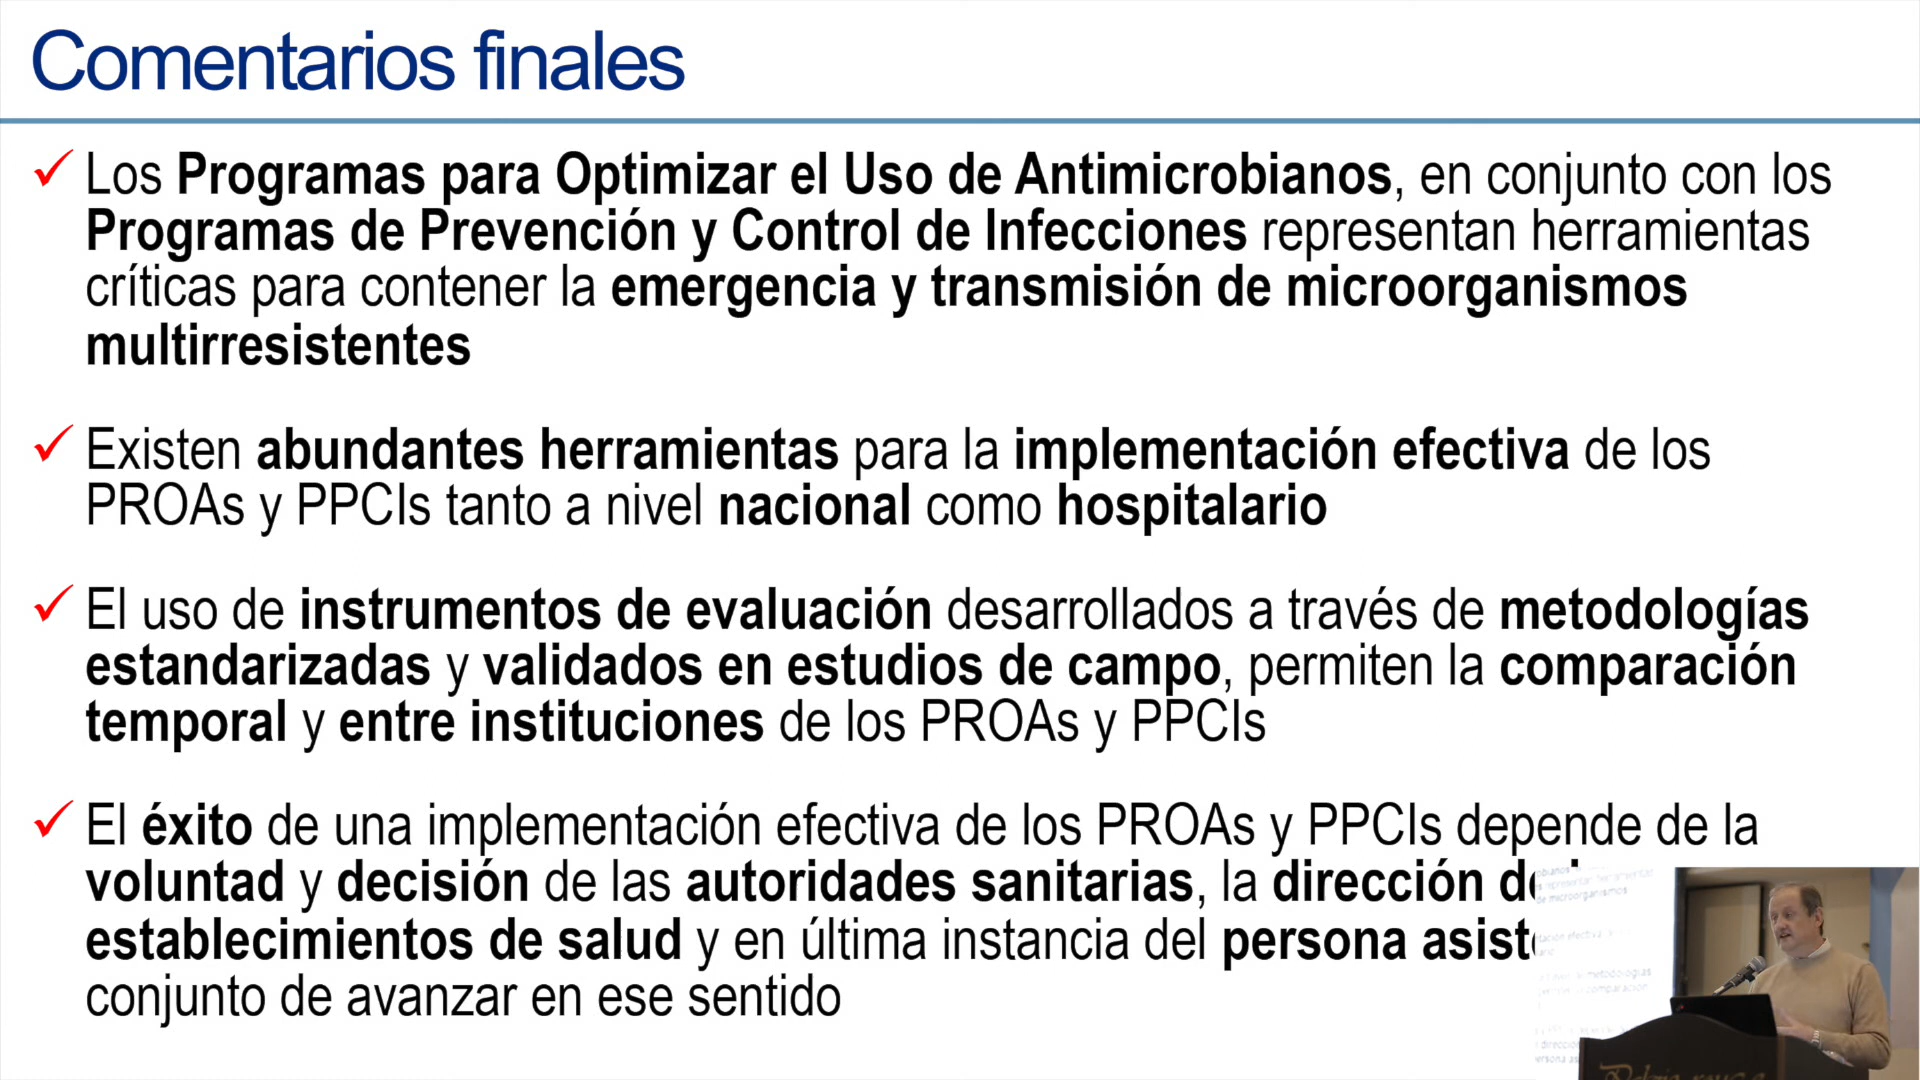 Comentarios finales
Los Programas para Optimizar el Uso de Antimicrobianos, en conjunto con los
Programas de Prevención y Control de Infecciones representan herramientas
críticas para contener la emergencia y transmisión de microorganismos
multirresistentes
Existen abundantes herramientas para la implementación efectiva de los
PROAs y PPCIs tanto a nivel nacional como hospitalario
El uso de instrumentos de evaluación desarrollados a través de metodologías
estandarizadas y validados en estudios de campo, permiten la comparación
temporal y entre instituciones de los PROAs y PPCIs
El éxito de una implementación efectiva de los PROAs y PPCIs depende de la
voluntad y decisión de las autoridades sanitarias, la dirección
establecimientos de salud y en última instancia del persona
conjunto de avanzar en ese sentido